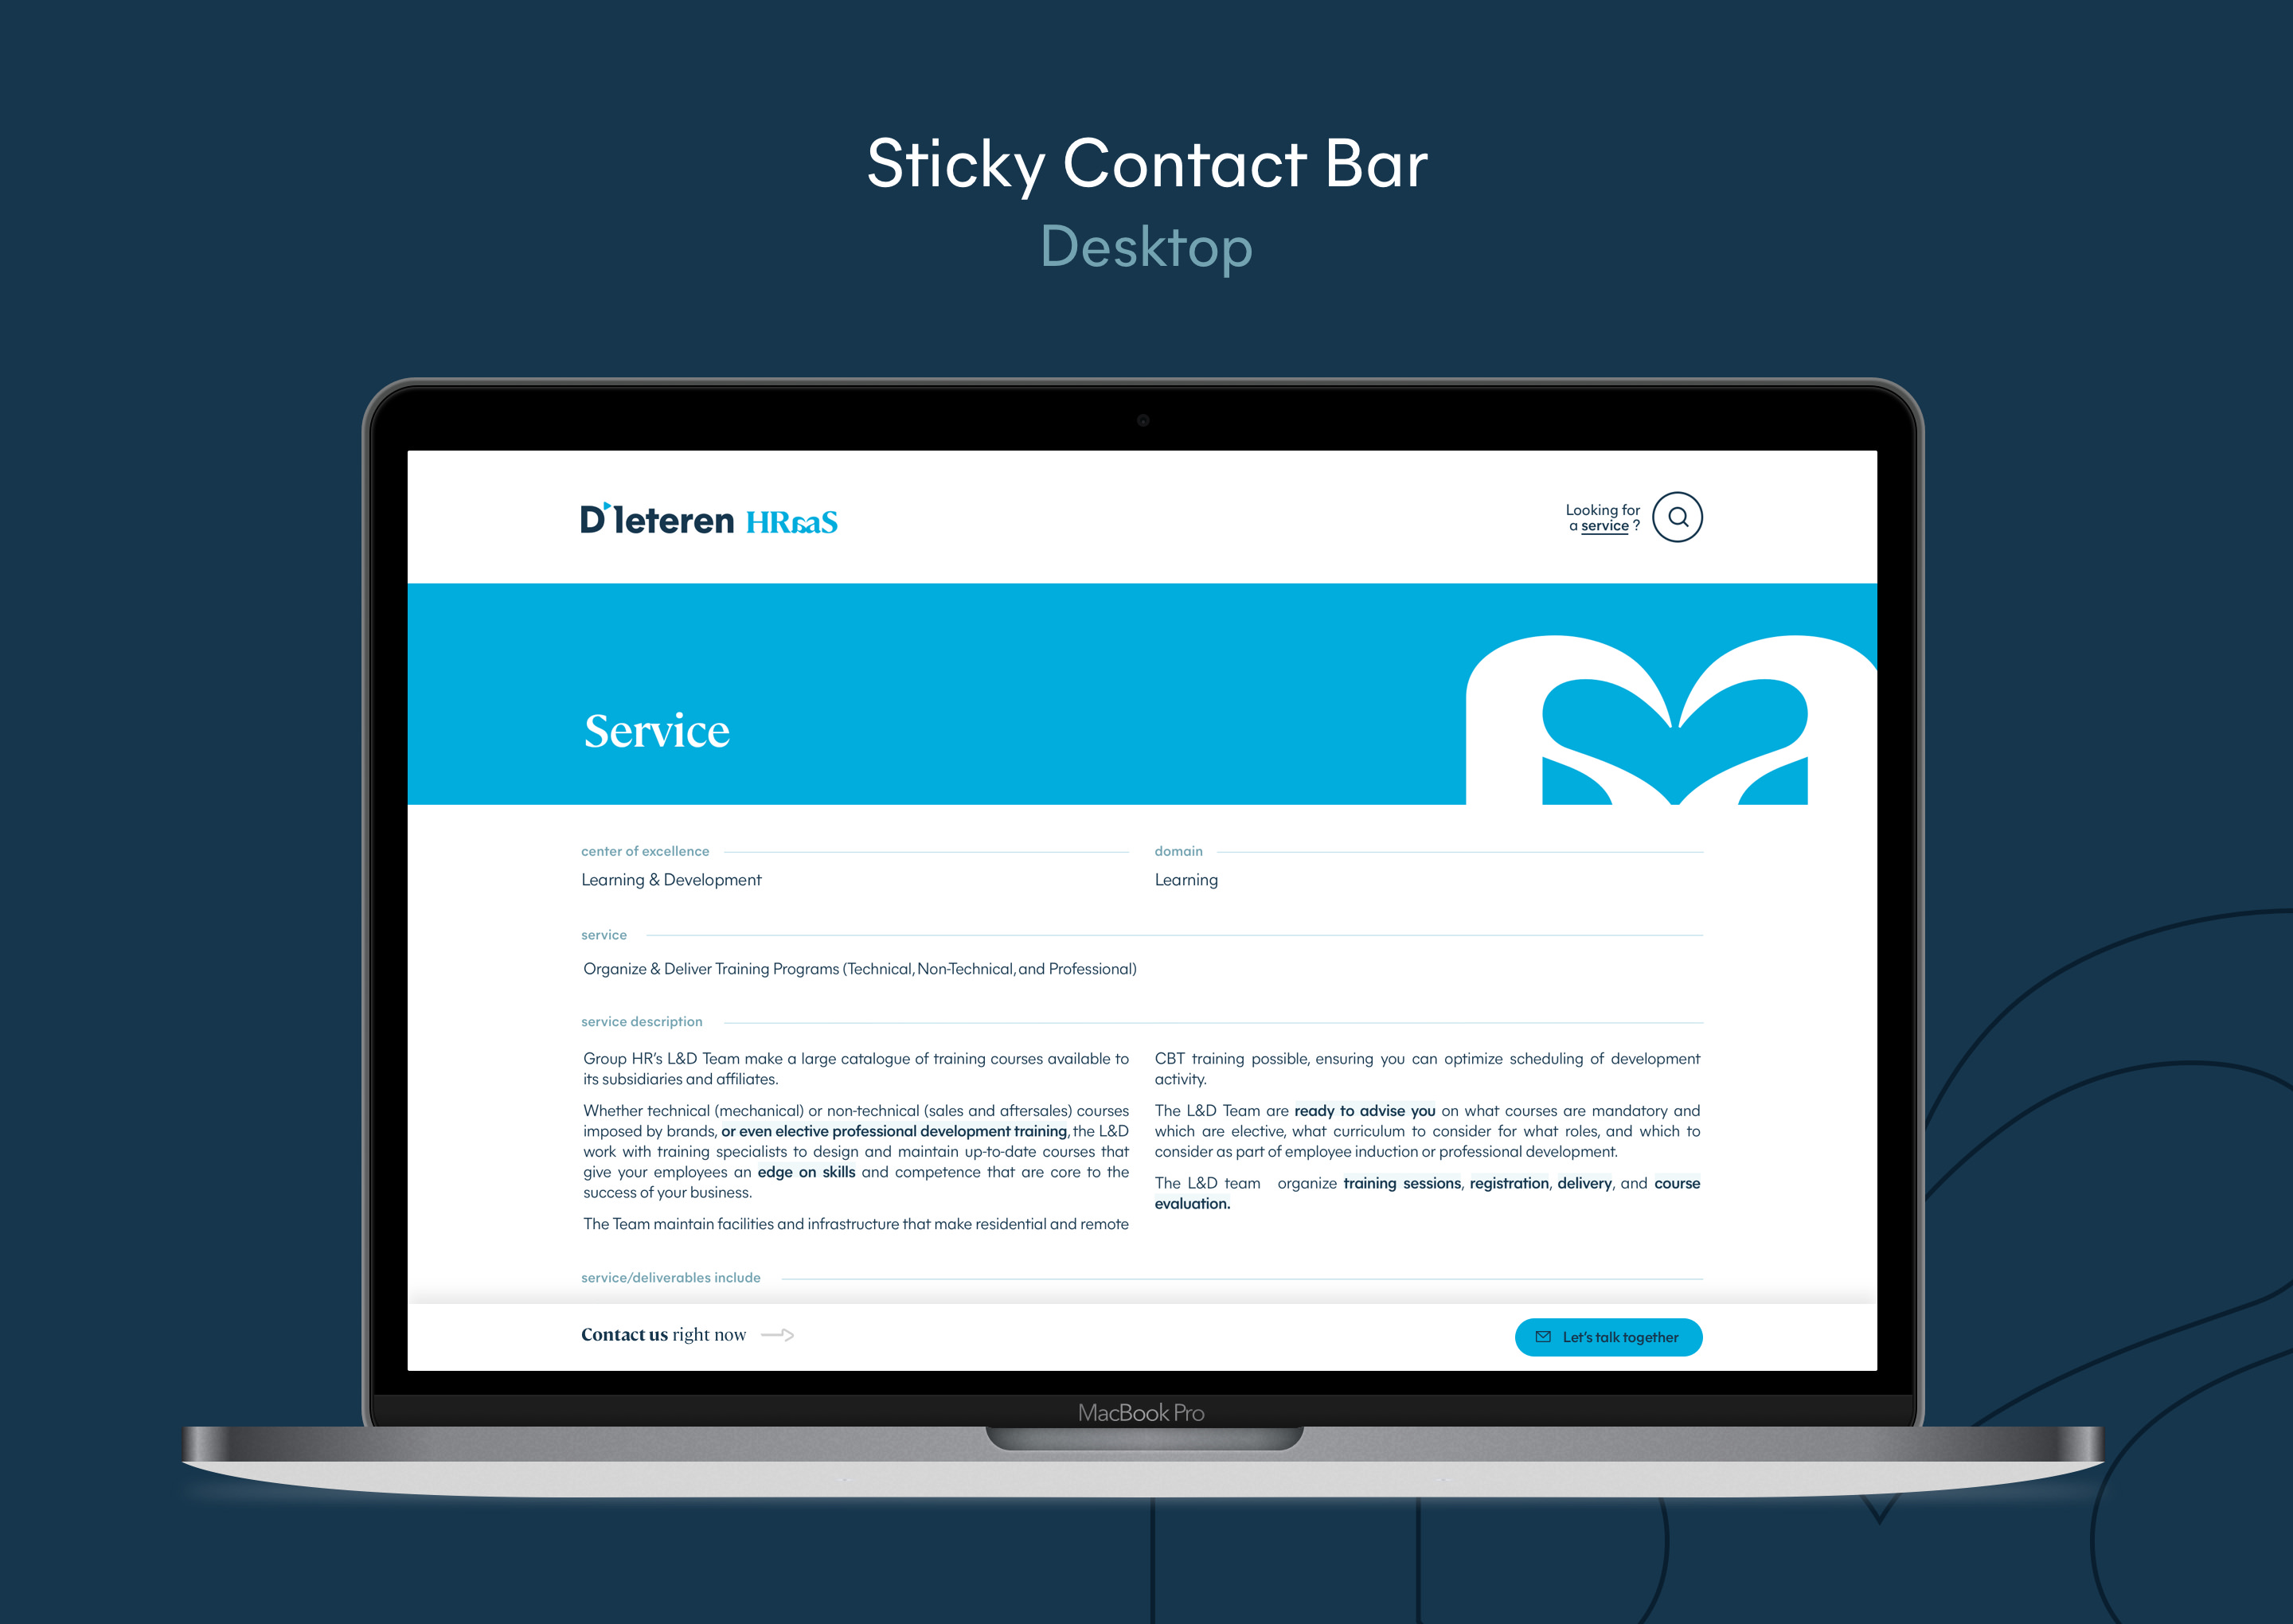 Sticky Contact Bar
Desktop
D'Ieteren HRaaS
Looking for
a service ?
Service
center of excellence
Learning & Development
domain
Learning
service
Organize & Deliver Training Programs (Technical, Non-Technical, and Professional)
service description
Group HR's L&D Team make a large catalogue of training courses available to
its subsidiaries and affiliates.
Whether technical (mechanical) or non-technical (sales and aftersales) courses
imposed by brands, or even elective professional development training, the L&D
work with training specialists to design and maintain up-to-date courses that
give your employees an edge on skills and competence that are core to the
success of your business.
The Team maintain facilities and infrastructure that make residential and remote
CBT training possible, ensuring you can optimize scheduling of development
activity.
The L&D Team are ready to advise you on what courses are mandatory and
which are elective, what curriculum to consider for what roles, and which to
consider as part of employee induction or professional development.
The L&D team organize training sessions, registration, delivery, and course
evaluation.
service/deliverables include
Contact us right now
Let's talk together
MacBook Pro